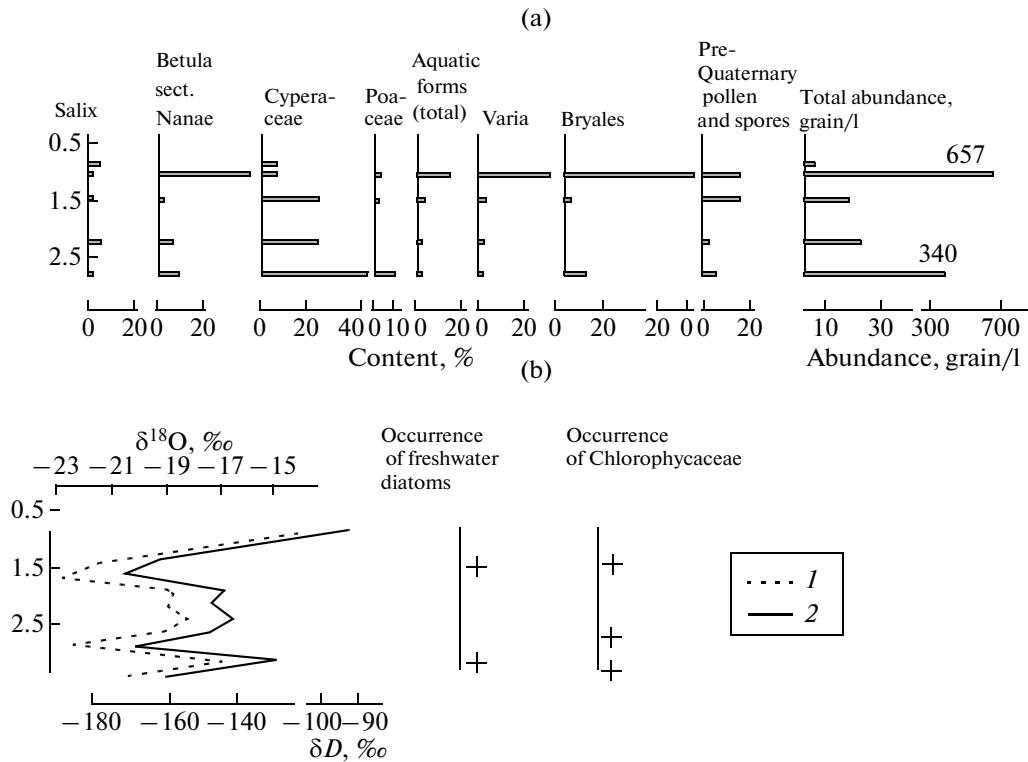 (a)
Salix
Betula
sect.
Nanae
Cypera-
ceae
Poa-
ceae
Aquatic
forms
(total)
Varia
Bryales
Pre-
Quaternary
pollen
and spores
Total abundance,
grain/l
0.5
1.5
2.5
657
340
0 20 0 20 0 20 40 0 10 0 20 0 20 0 20 20 0 0 20 10 30 300 700
Content, %
Abundance, grain/l
(b)
δ18O, ‰
−23 −21 −19 −17 −15
Occurrence
of freshwater
diatoms
Occurrence
of Chlorophycaceae
0.5
1.5
2.5
1
2
−180 −160 −140 −100 −90
δD, ‰